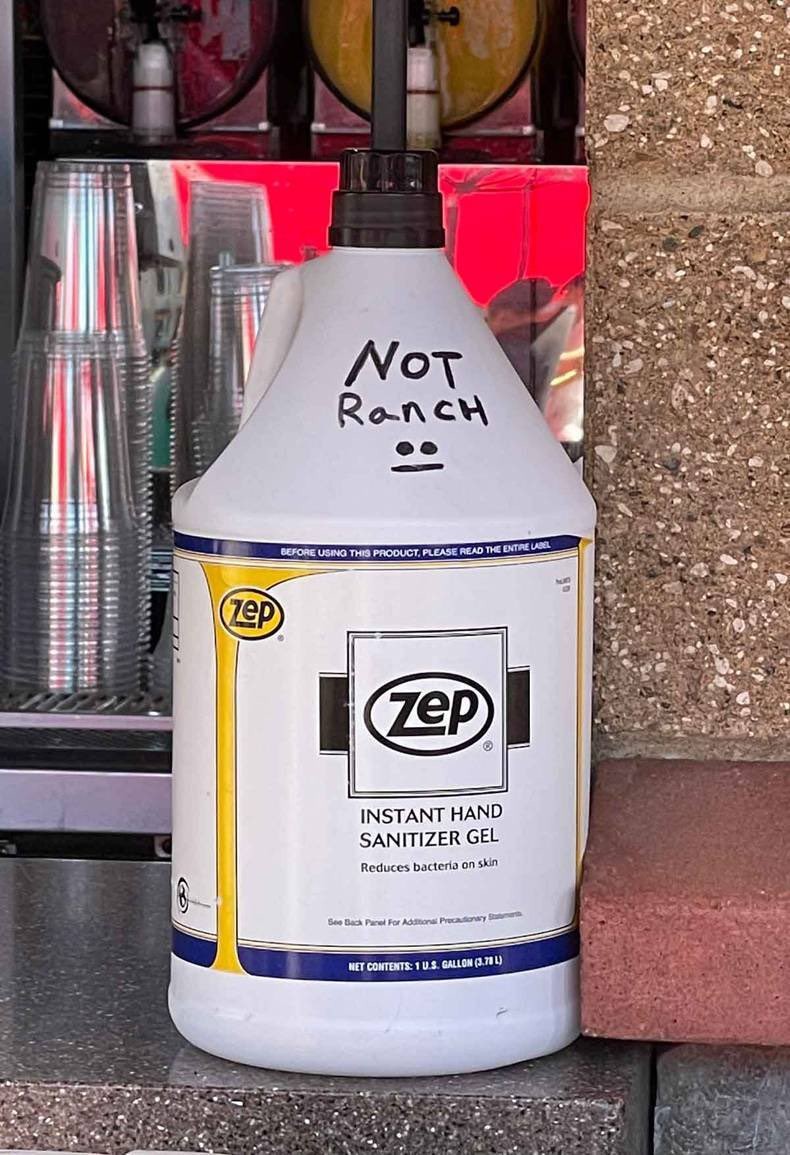 NOT
RanCH
BEFORE USING THIS PRODUCT, PLEASE READ THE ENTIRE LABEL
zep
zep
INSTANT HAND
SANITIZER GEL
Reduces bacteria on skin
See Back Panel For Additional Precautionary Statements.
NET CONTENTS: 1 U.S. GALLON (3.78 L)